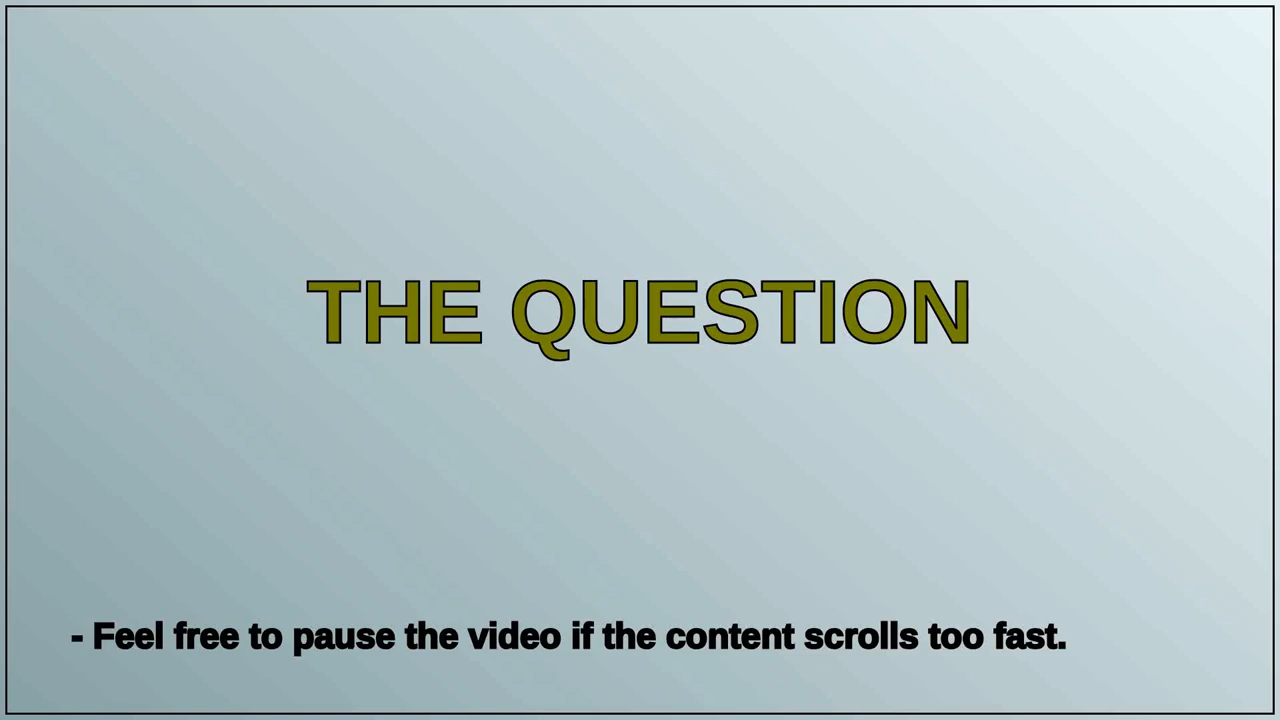 THE QUESTION
- Feel free to pause the video if the content scrolls too fast.